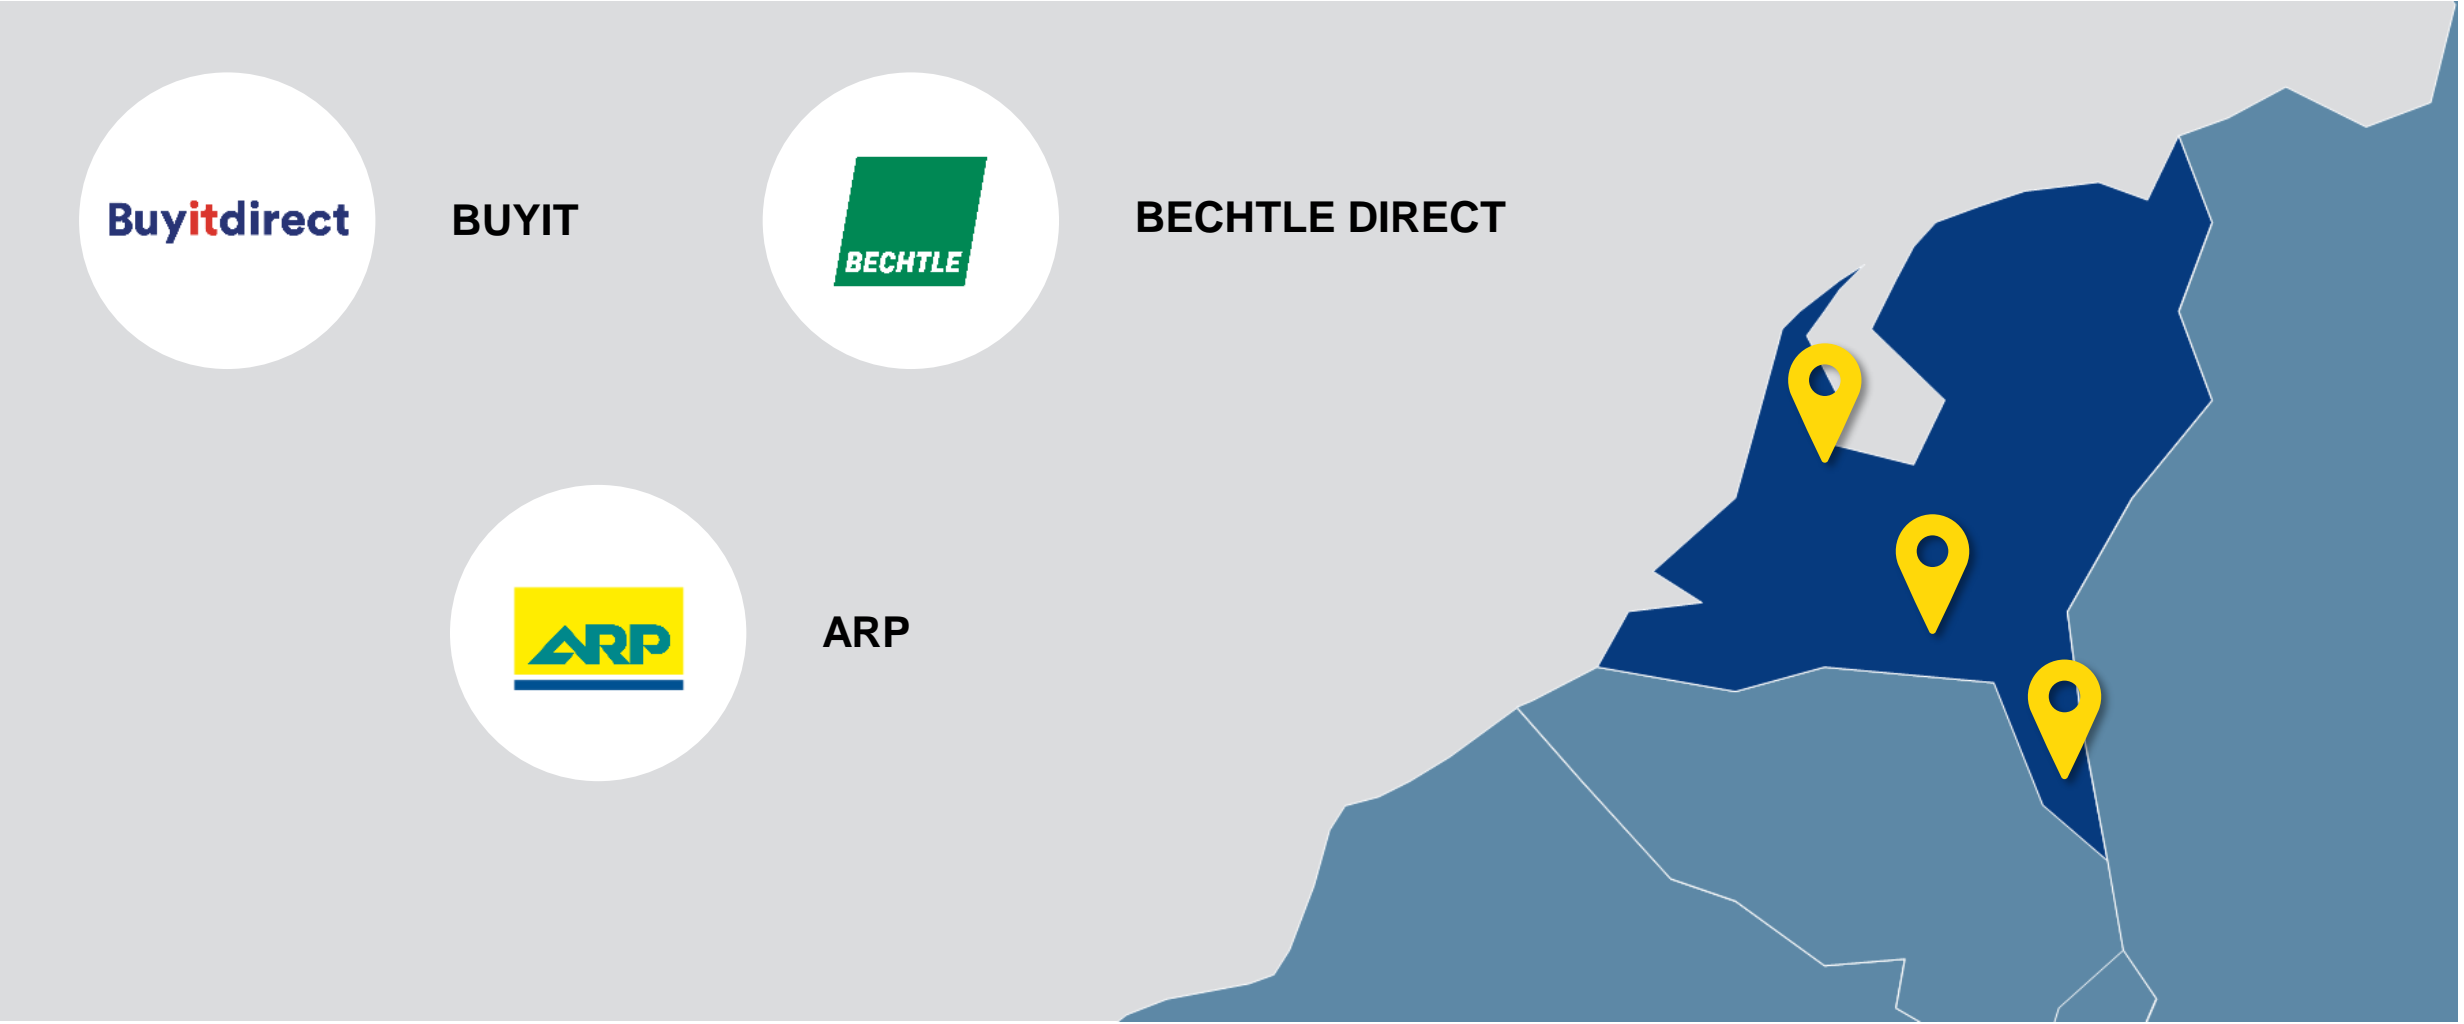 Buyitdirect
BUYIT
BECHTLE
BECHTLE DIRECT
ARP
ARP